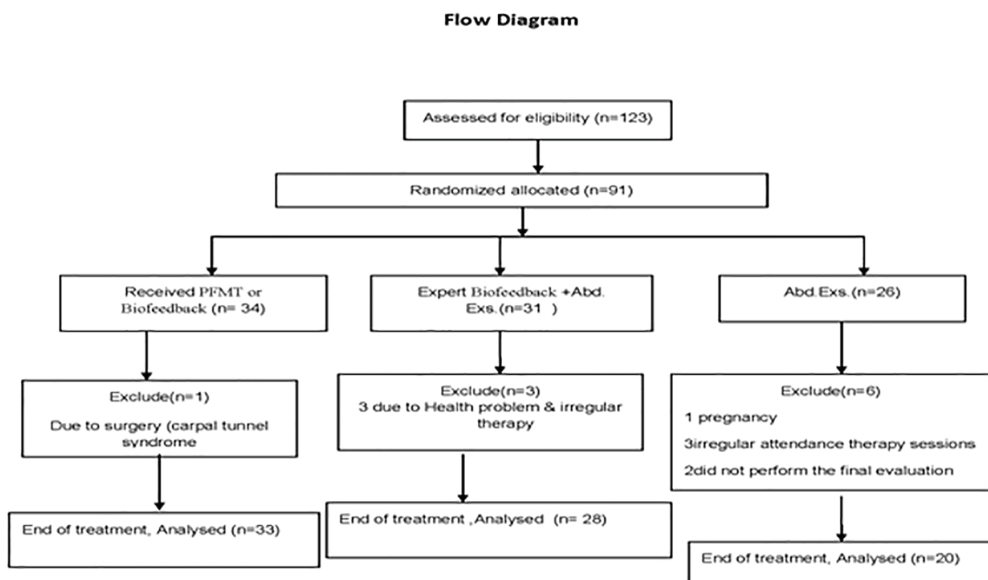 Flow Diagram
Assessed for eligibility (n=123)
Randomized allocated (n=91)
Received PFMT or
Biofeedback (n= 34)
Expert Biofeedback +Abd.
Exs.(n=31 )
Abd.Exs.(n=26)
Exclude(n=1)
Due to surgery (carpal tunnel
syndrome
Exclude(n=3)
3 due to Health problem & irregular
therapy
Exclude(n=6)
1 pregnancy
3irregular attendance therapy sessions
2did not perform the final evaluation
End of treatment, Analysed (n=33)
End of treatment ,Analysed (n= 28)
End of treatment, Analysed (n=20)